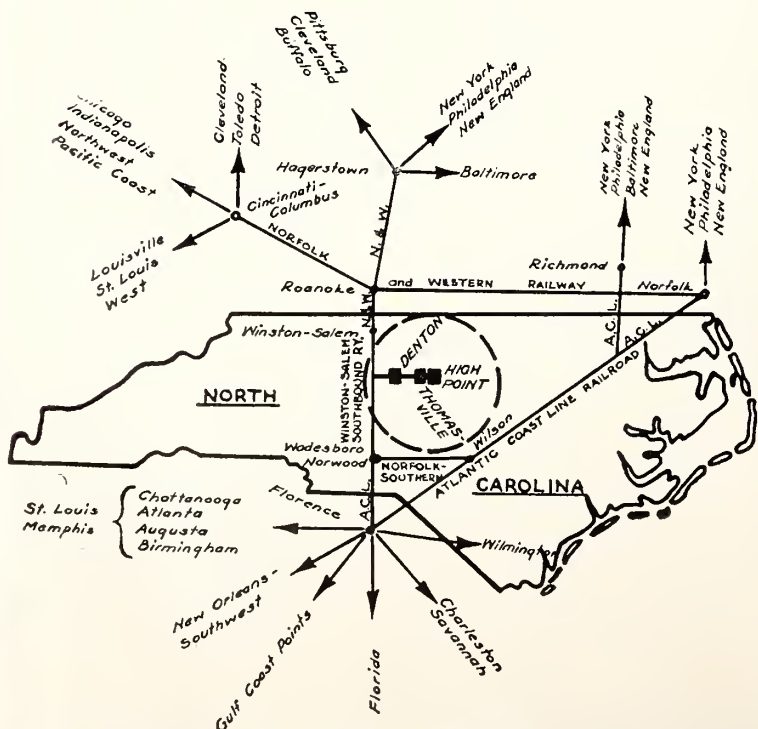 Pittsburg
Cleveland
Buffalo
New York
Philadelphia
New England
Cleveland
Toledo
Detroit
Chicago
Indianapolis
Northwest
Pacific Coast
Hagerstown
Baltimore
New York
Philadelphia
Baltimore
New England
New York
Philadelphia
New England
Cincinnati-
Columbus
NORFOLK
N. & W.
Louisville
St. Louis
West
Richmond
Roanoke
and WESTERN RAILWAY
Norfolk
N & W
A. C. L.
A. C. L.
Winston-Salem
WINSTON-SALEM
SOUTHBOUND RY.
DENTON
HIGH
POINT
THOMAS-
VILLE
NORTH
Wadesboro
Norwood
Wilson
NORFOLK-
SOUTHERN
ATLANTIC COAST LINE RAILROAD
CAROLINA
Florence
A. C. L.
St. Louis
Memphis
Chattanooga
Atlanta
Augusta
Birmingham
Wilmington
New Orleans-
Southwest
Gulf Coast Points
Florida
Charleston
Savannah